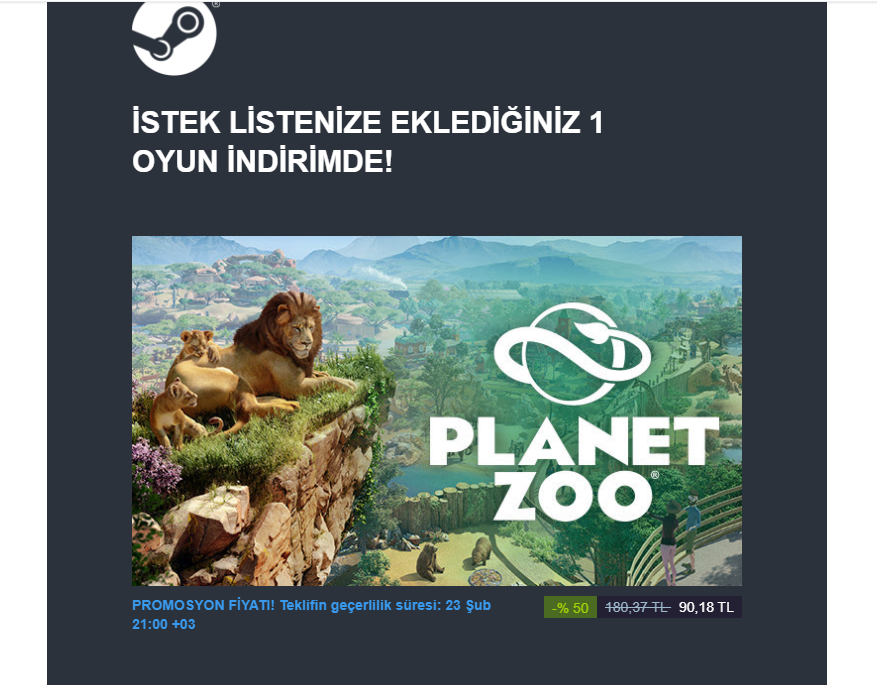 ®
İSTEK LİSTENİZE EKLEDİĞİNİZ 1
OYUN İNDİRİMDE!
PLANET
ZOO®
PROMOSYON FİYATI! Teklifin geçerlilik süresi: 23 Şub
21:00 +03
-% 50 180,37 TL 90,18 TL